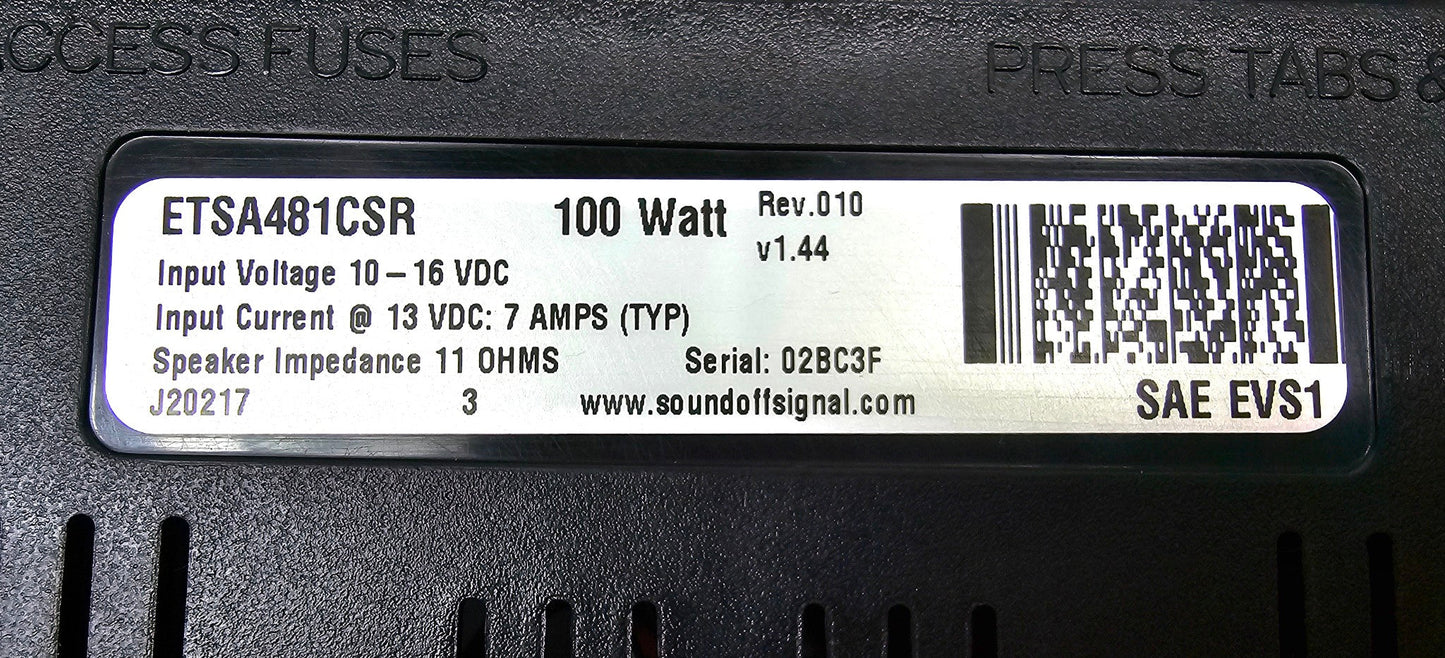 ACCESS FUSES
PRESS TABS &
ETSA481CSR 100 Watt Rev.010
v1.44
Input Voltage 10 – 16 VDC
Input Current @ 13 VDC: 7 AMPS (TYP)
Speaker Impedance 11 OHMS Serial: 02BC3F
J20217 3 www.soundoffsignal.com
SAE EVS1